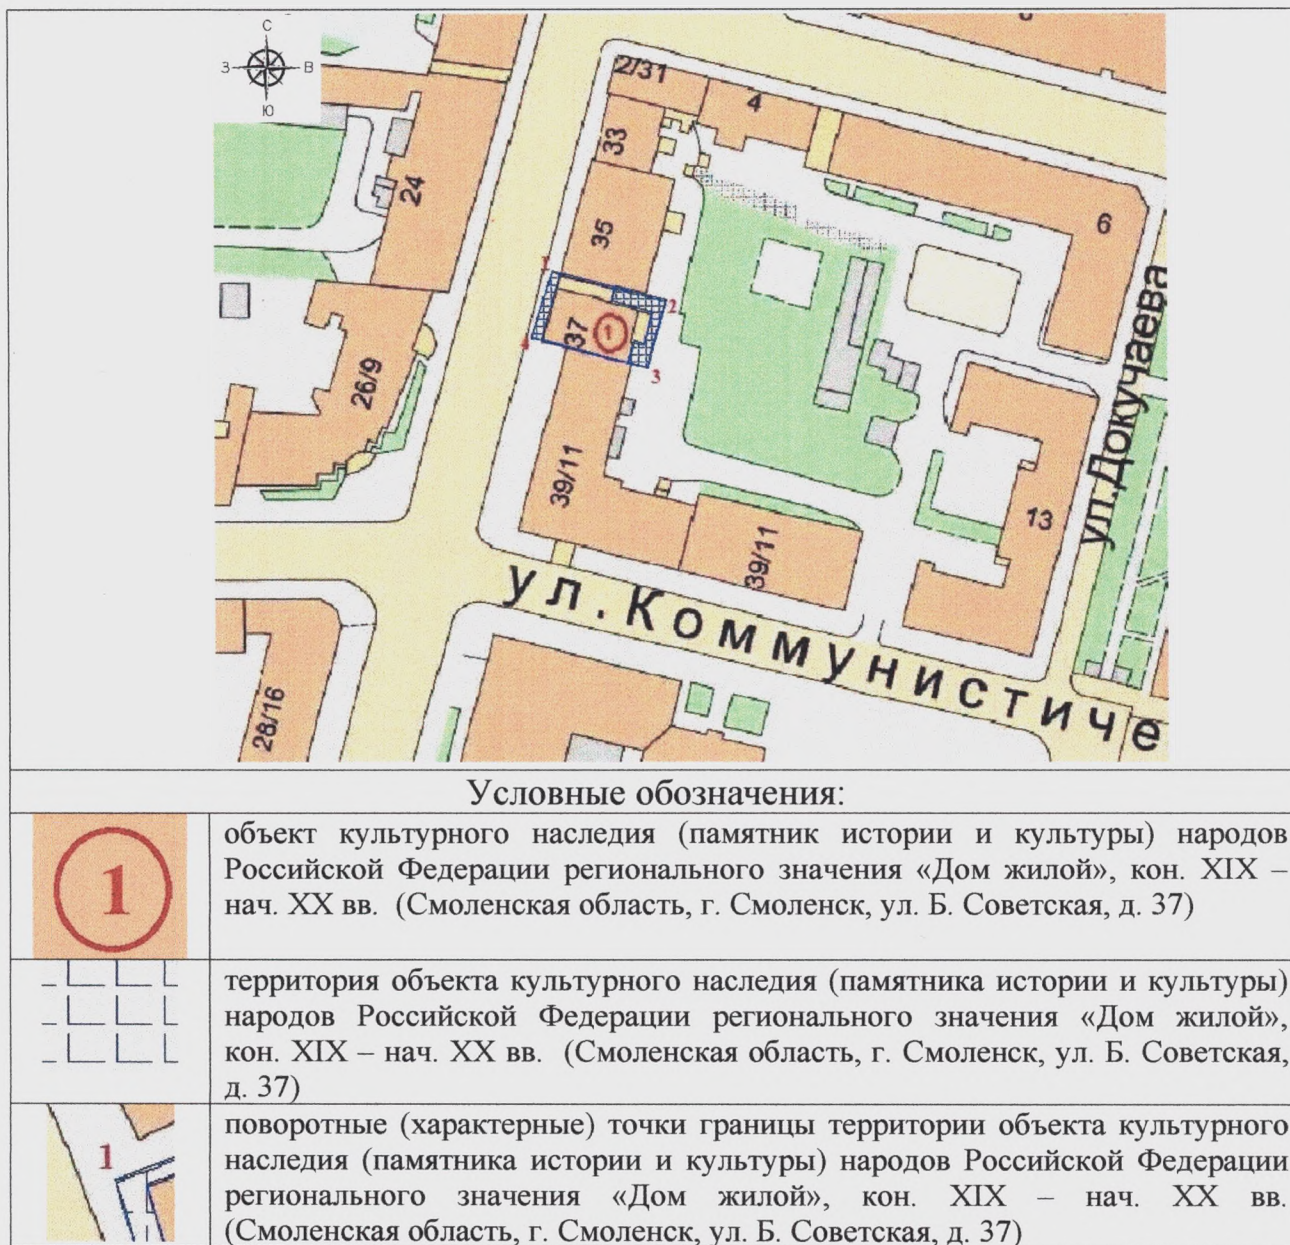 С
З В
Ю
2/31
4
33
24
35
6
1
2
37
1
4
3
26/9
ул.Докучаева
39/11
13
39/11
ул.Коммунистиче
28/16
Условные обозначения:
1
объект культурного наследия (памятник истории и культуры) народов
Российской Федерации регионального значения «Дом жилой», кон. XIX –
нач. XX вв. (Смоленская область, г. Смоленск, ул. Б. Советская, д. 37)
территория объекта культурного наследия (памятника истории и культуры)
народов Российской Федерации регионального значения «Дом жилой»,
кон. XIX – нач. XX вв. (Смоленская область, г. Смоленск, ул. Б. Советская,
д. 37)
1
поворотные (характерные) точки границы территории объекта культурного
наследия (памятника истории и культуры) народов Российской Федерации
регионального значения «Дом жилой», кон. XIX – нач. XX вв.
(Смоленская область, г. Смоленск, ул. Б. Советская, д. 37)